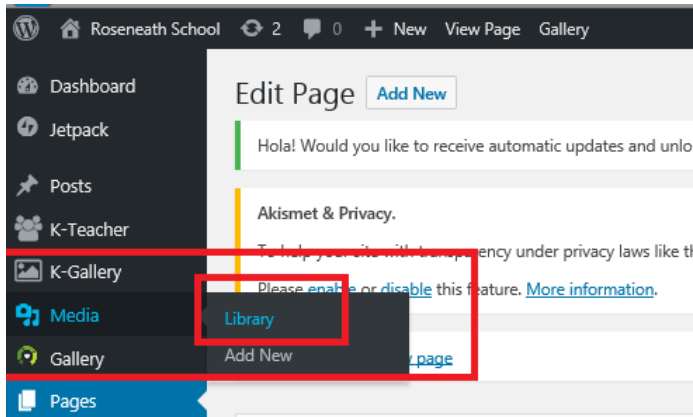 Roseneath School 2 0 + New View Page Gallery
Dashboard
Jetpack
Posts
K-Teacher
K-Gallery
Media
Gallery
Pages
Library
Add New
Edit Page Add New
Hola! Would you like to receive automatic updates and unlo
Akismet & Privacy.
To help your site with transparency under privacy laws like th
Please enable or disable this feature. More information.
page